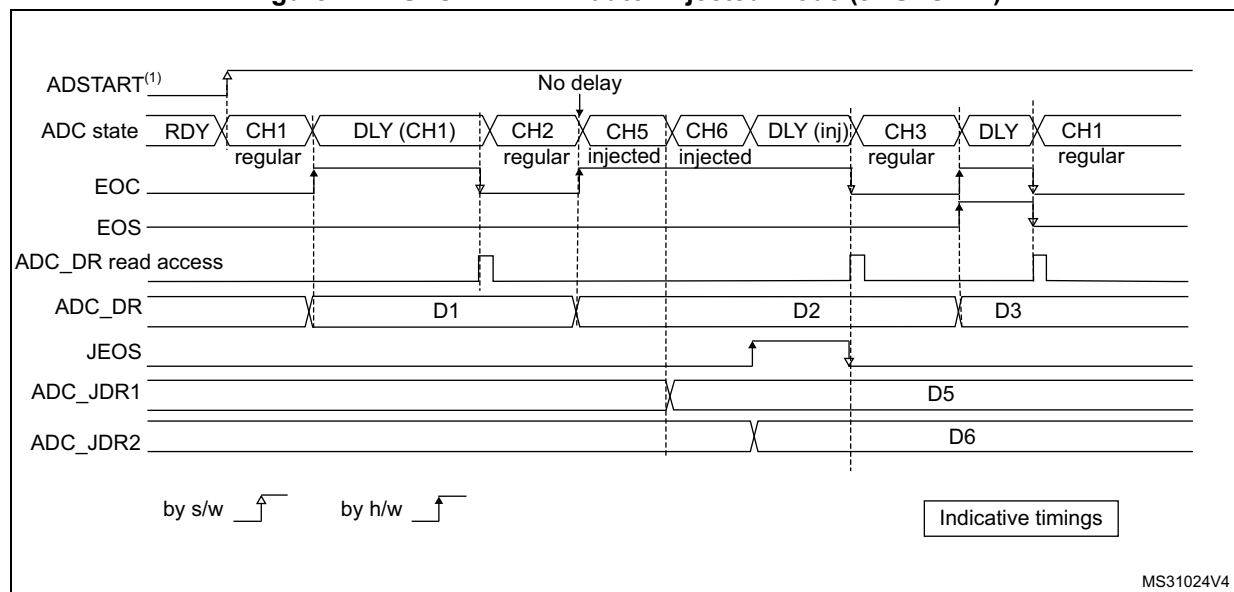 ADSTART(1)
No delay
ADC state RDY CH1 DLY (CH1) CH2 CH5 CH6 DLY (inj) CH3 DLY CH1
regular regular injected injected regular regular
EOC
EOS
ADC_DR read access
ADC_DR D1 D2 D3
JEOS
ADC_JDR1 D5
ADC_JDR2 D6
by s/w by h/w Indicative timings
MS31024V4